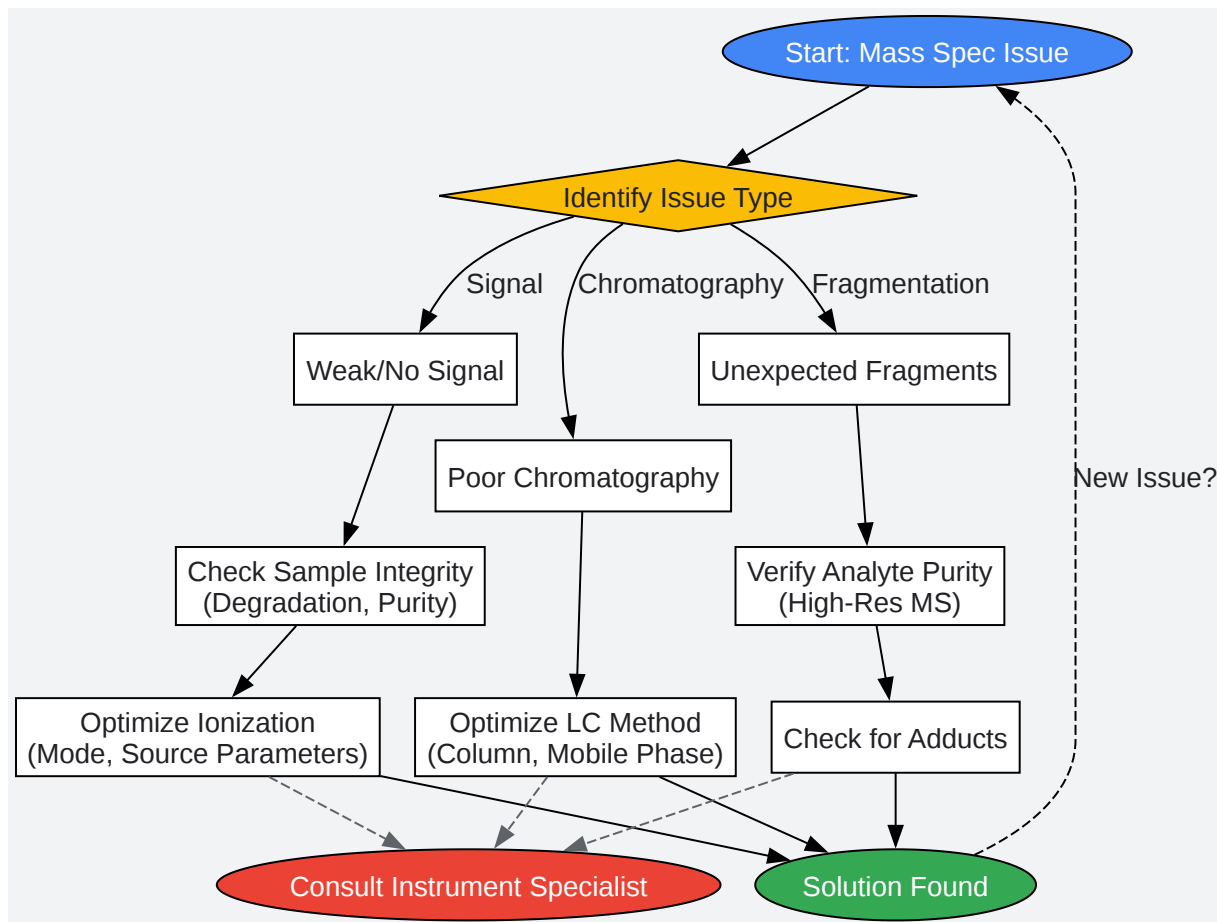 Start: Mass Spec Issue
Identify Issue Type
Signal
Chromatography
Fragmentation
Weak/No Signal
Unexpected Fragments
Poor Chromatography
New Issue?
Check Sample Integrity
(Degradation, Purity)
Verify Analyte Purity
(High-Res MS)
Optimize Ionization
(Mode, Source Parameters)
Optimize LC Method
(Column, Mobile Phase)
Check for Adducts
Consult Instrument Specialist
Solution Found